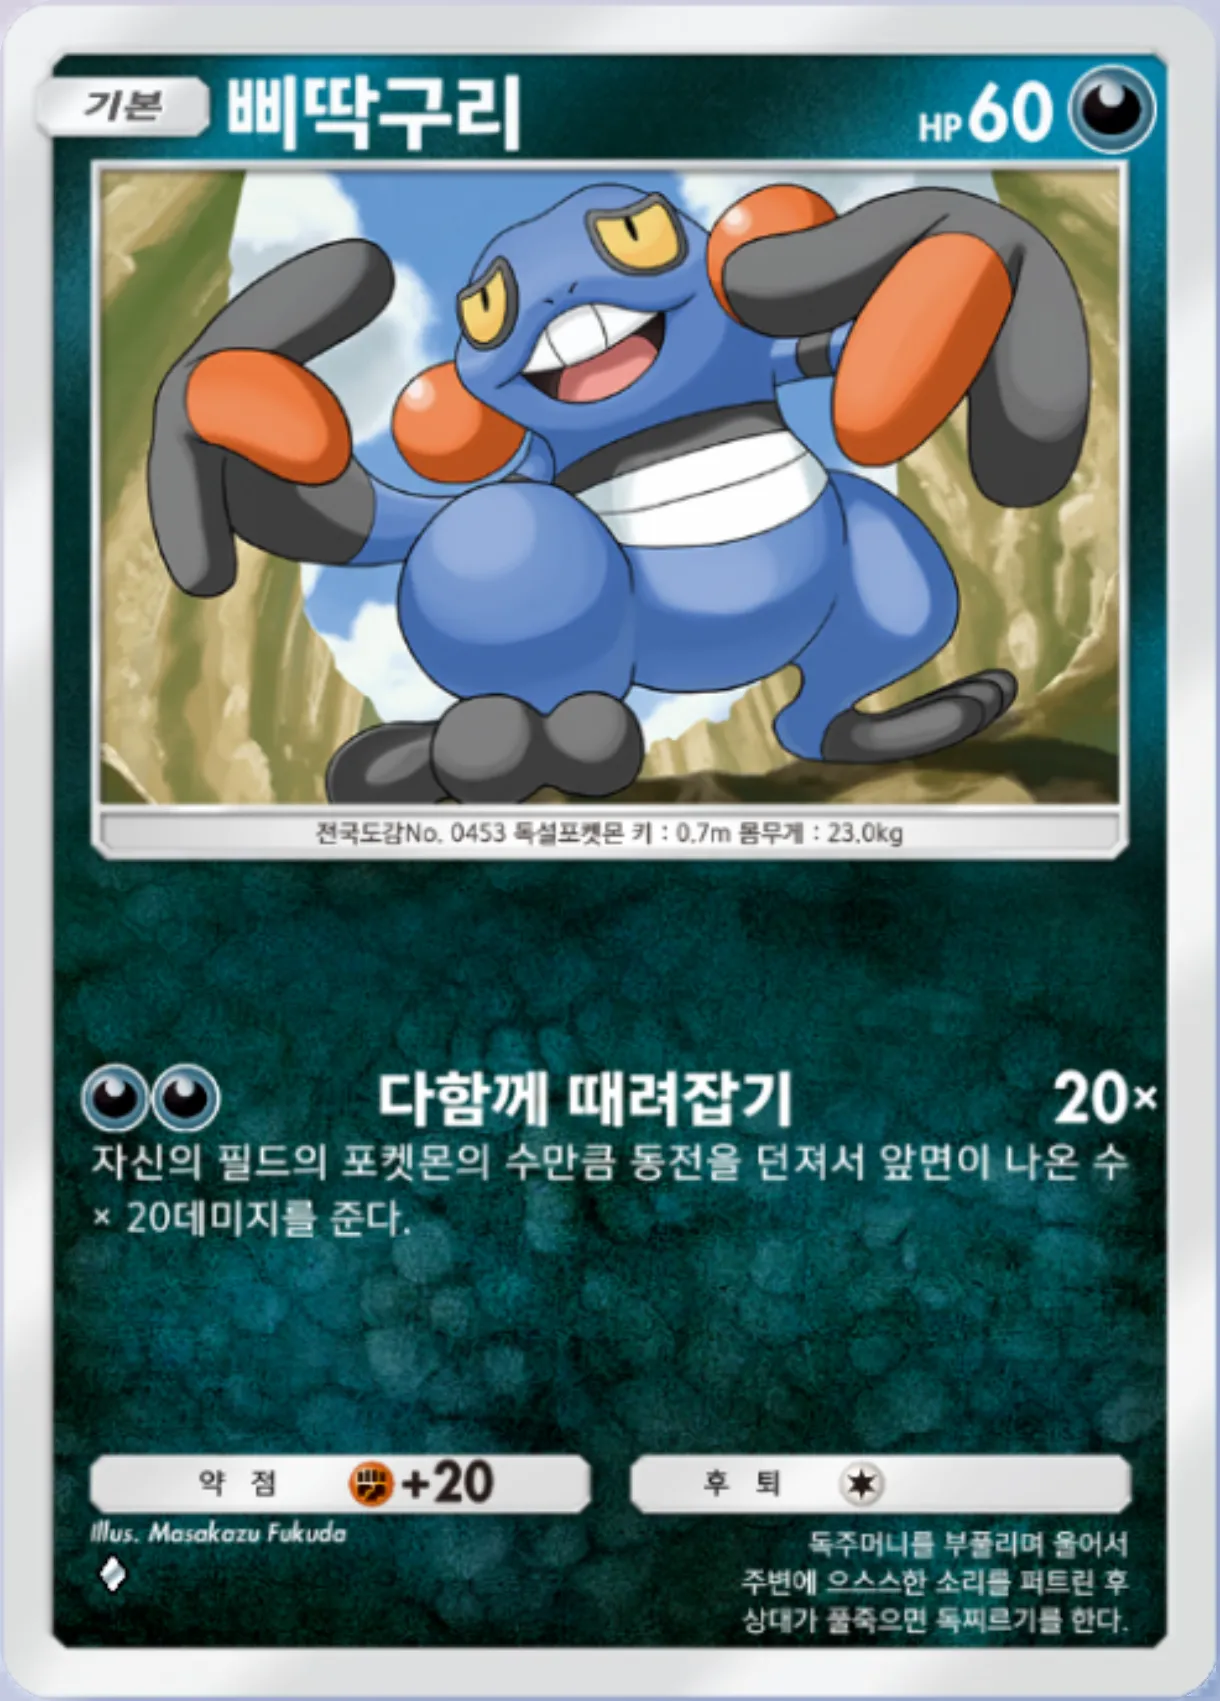 기본 삐딱구리 HP 60
전국도감No. 0453 독설포켓몬 키 : 0.7m 몸무게 : 23.0kg
다함께 때려잡기 20×
자신의 필드의 포켓몬의 수만큼 동전을 던져서 앞면이 나온 수
× 20데미지를 준다.
약점 +20 후퇴
Illus. Masakazu Fukuda
독주머니를 부풀리며 울어서
주변에 으스스한 소리를 퍼트린 후
상대가 풀죽으면 독찌르기를 한다.